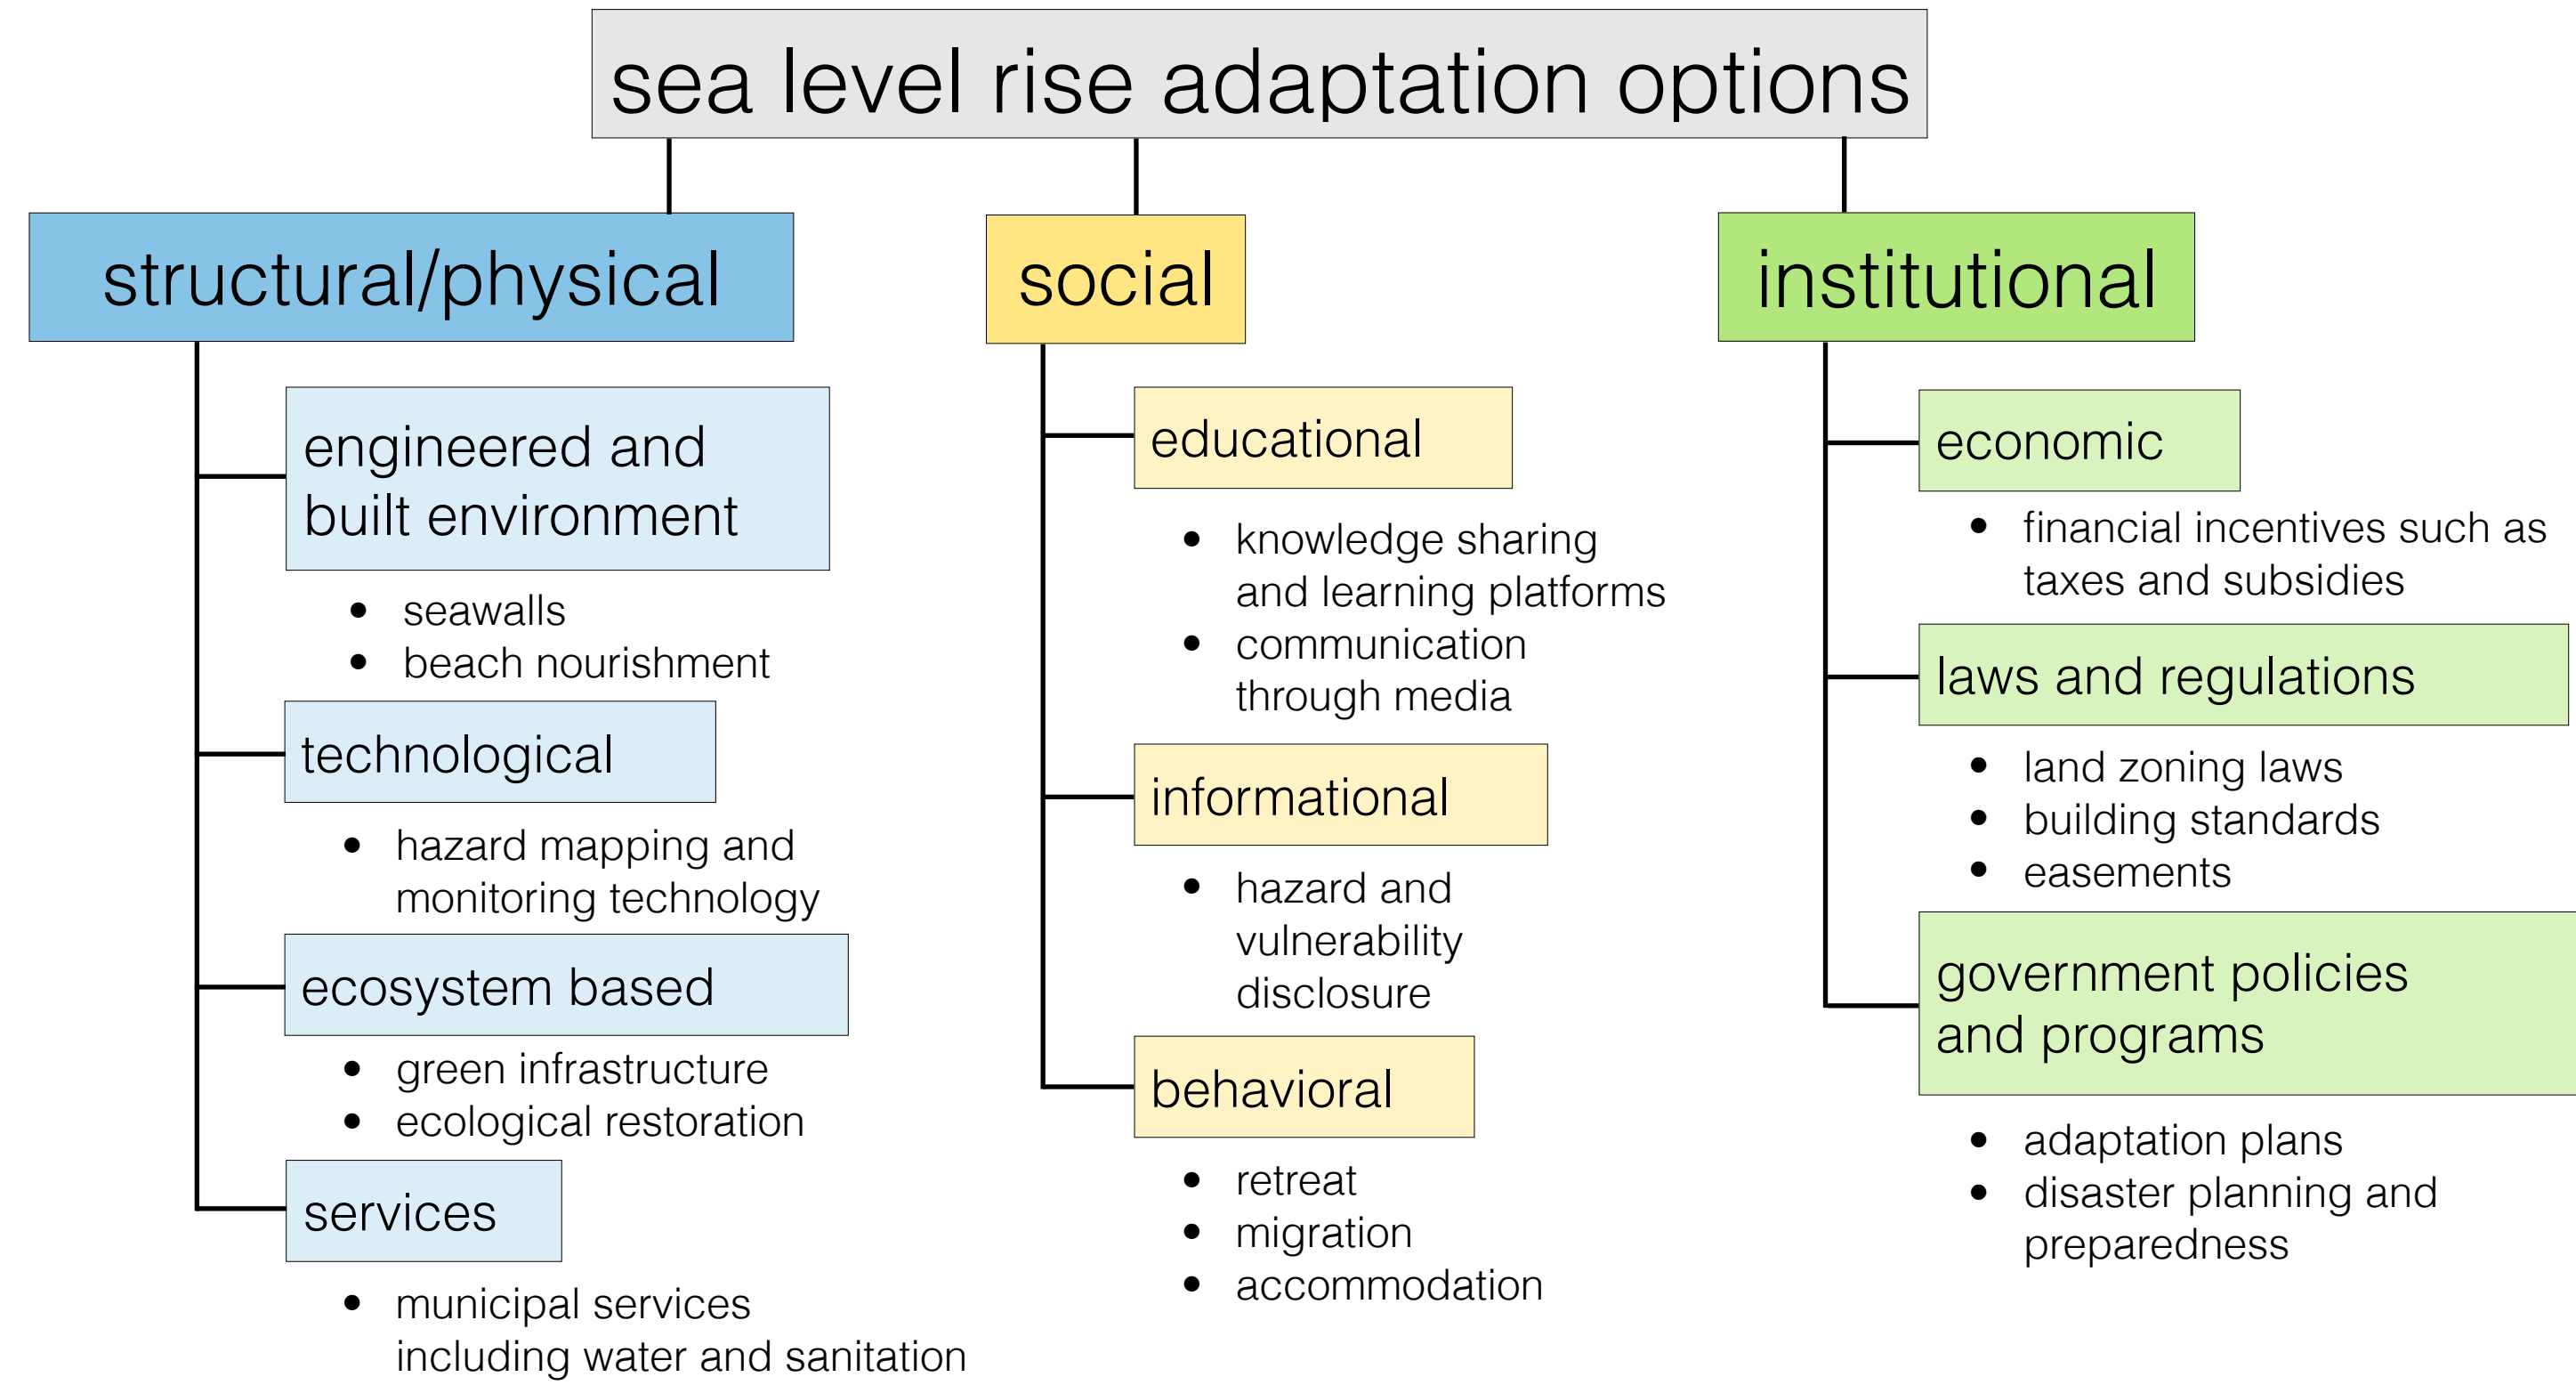 sea level rise adaptation options
structural/physical
engineered and
built environment
• seawalls
• beach nourishment
technological
• hazard mapping and
monitoring technology
ecosystem based
• green infrastructure
• ecological restoration
services
• municipal services
including water and sanitation
social
educational
• knowledge sharing
and learning platforms
• communication
through media
informational
• hazard and
vulnerability
disclosure
behavioral
• retreat
• migration
• accommodation
institutional
economic
• financial incentives such as
taxes and subsidies
laws and regulations
• land zoning laws
• building standards
• easements
government policies
and programs
• adaptation plans
• disaster planning and
preparedness